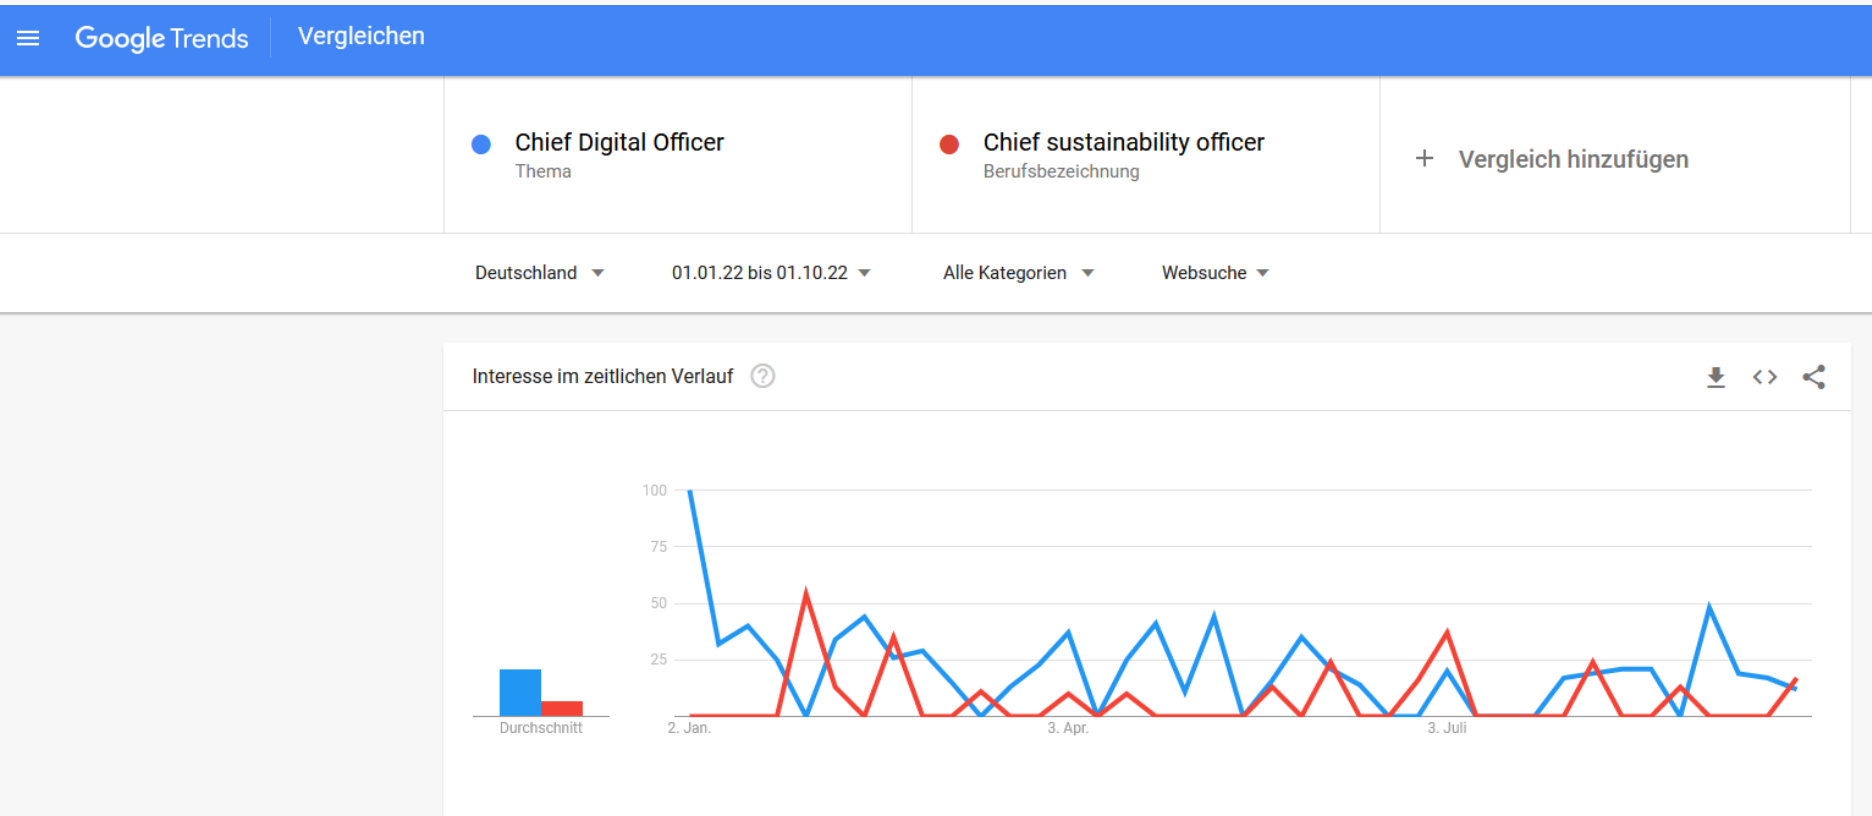 Google Trends Vergleichen
Chief Digital Officer
Thema
Chief sustainability officer
Berufsbezeichnung
+ Vergleich hinzufügen
Deutschland
01.01.22 bis 01.10.22
Alle Kategorien
Websuche
Interesse im zeitlichen Verlauf ?
100
75
50
25
Durchschnitt
2. Jan.
3. Apr.
3. Juli